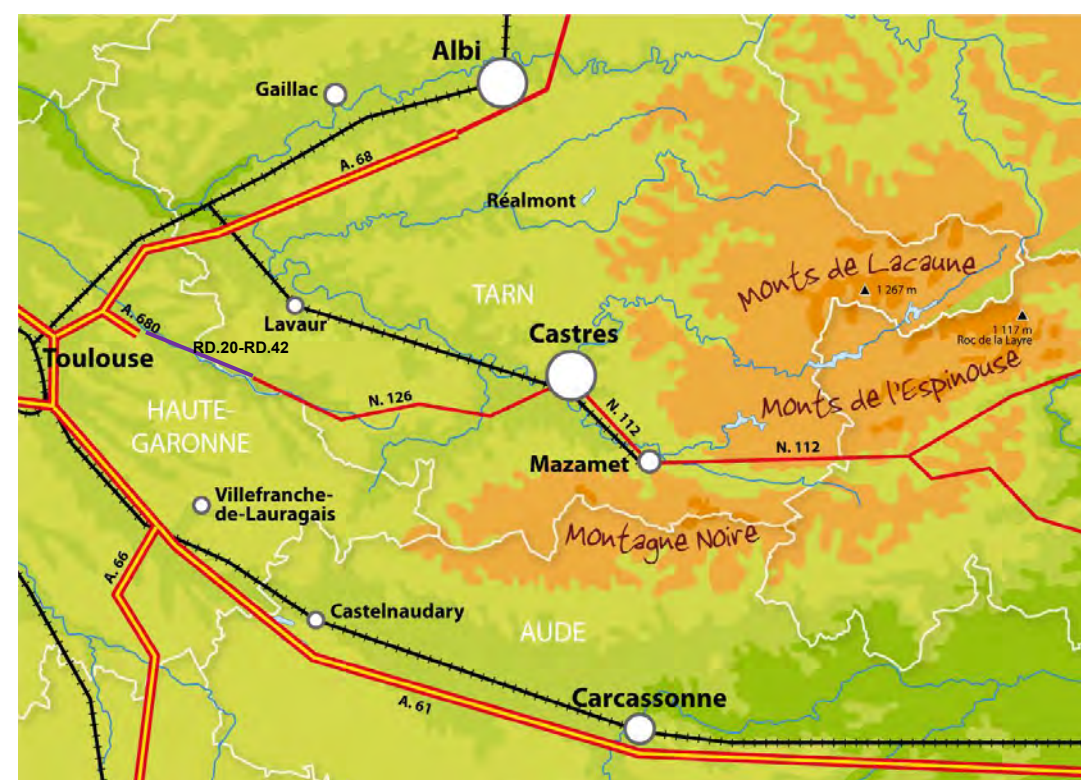 Albi
Gaillac
A. 68
Réalmont
Monts de Lacaune
1 267 m
TARN
Lavaur
A. 680
1 117 m
Roc de la Layre
Castres
RD.20-RD.42
Toulouse
Monts de l'Espinouse
N. 126
HAUTE-
GARONNE
N. 112
N. 112
Mazamet
Villefranche-
de-Lauragais
Montagne Noire
A. 66
Castelnaudary
AUDE
Carcassonne
A. 61